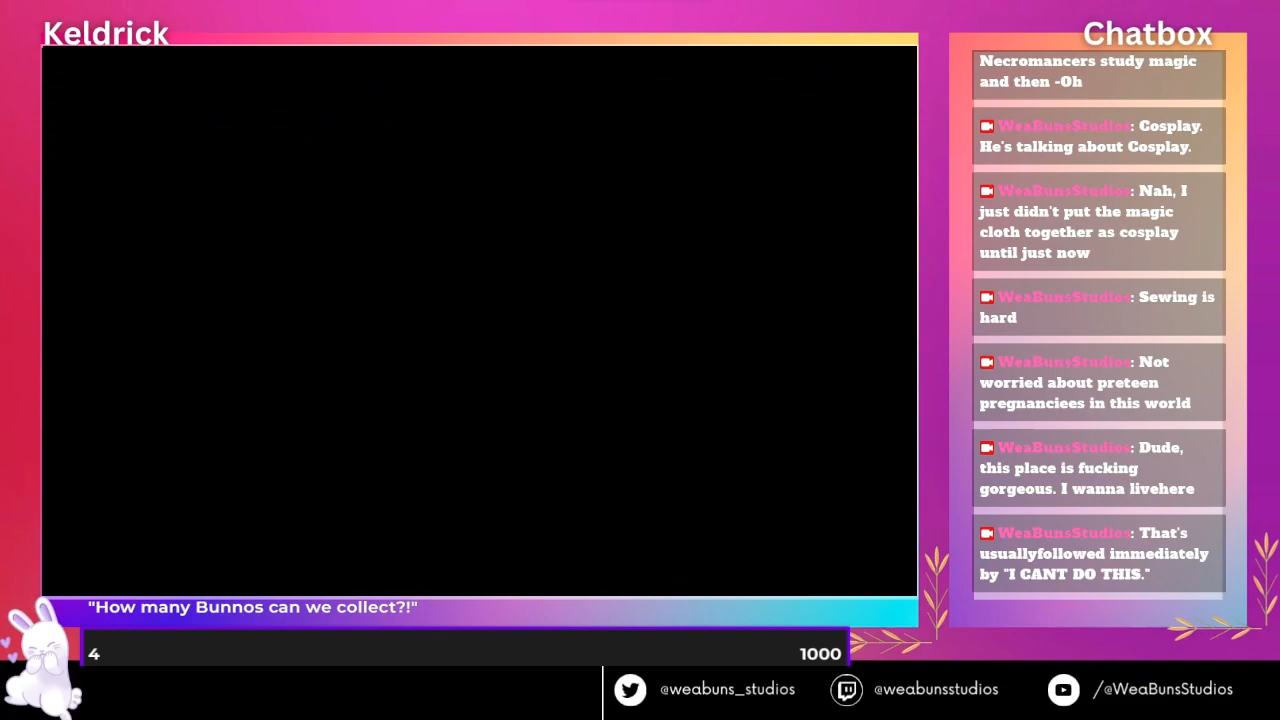 Keldrick
Chatbox
Necromancers study magic
and then -Oh
WeaBunsStudios: Cosplay.
He's talking about Cosplay.
WeaBunsStudios: Nah, I
just didn't put the magic
cloth together as cosplay
until just now
WeaBunsStudios: Sewing is
hard
WeaBunsStudios: Not
worried about preteen
pregnanciees in this world
WeaBunsStudios: Dude,
this place is fucking
gorgeous. I wanna livehere
WeaBunsStudios: That's
usuallyfollowed immediately
by "I CANT DO THIS."
"How many Bunnos can we collect?!"
4
1000
@weabuns_studios
@weabunsstudios
/@WeaBunsStudios